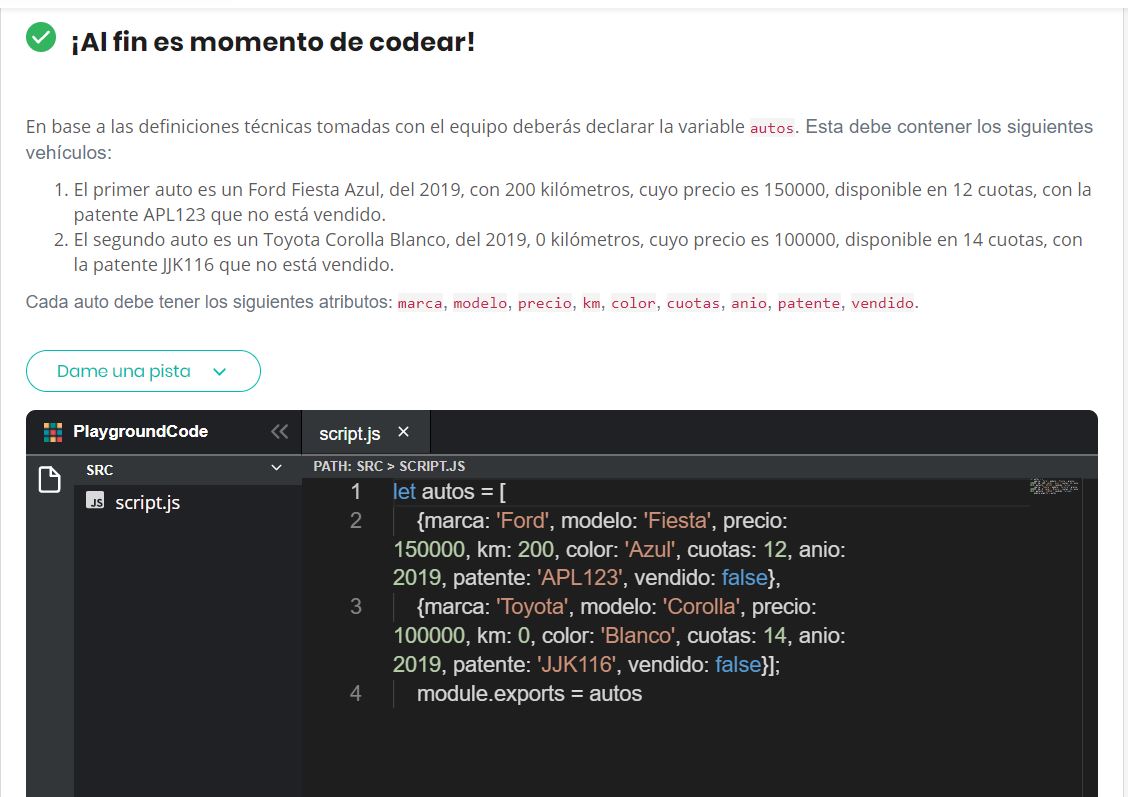 ¡Al fin es momento de codear!
En base a las definiciones técnicas tomadas con el equipo deberás declarar la variable autos. Esta debe contener los siguientes
vehículos:
1. El primer auto es un Ford Fiesta Azul, del 2019, con 200 kilómetros, cuyo precio es 150000, disponible en 12 cuotas, con la
patente APL123 que no está vendido.
2. El segundo auto es un Toyota Corolla Blanco, del 2019, 0 kilómetros, cuyo precio es 100000, disponible en 14 cuotas, con
la patente JJK116 que no está vendido.
Cada auto debe tener los siguientes atributos: marca, modelo, precio, km, color, cuotas, anio, patente, vendido.
Dame una pista
PlaygroundCode
script.js
SRC
PATH: SRC > SCRIPT.JS
JS script.js
1 let autos = [
2 {marca: 'Ford', modelo: 'Fiesta', precio:
150000, km: 200, color: 'Azul', cuotas: 12, anio:
2019, patente: 'APL123', vendido: false},
3 {marca: 'Toyota', modelo: 'Corolla', precio:
100000, km: 0, color: 'Blanco', cuotas: 14, anio:
2019, patente: 'JJK116', vendido: false}];
4 module.exports = autos